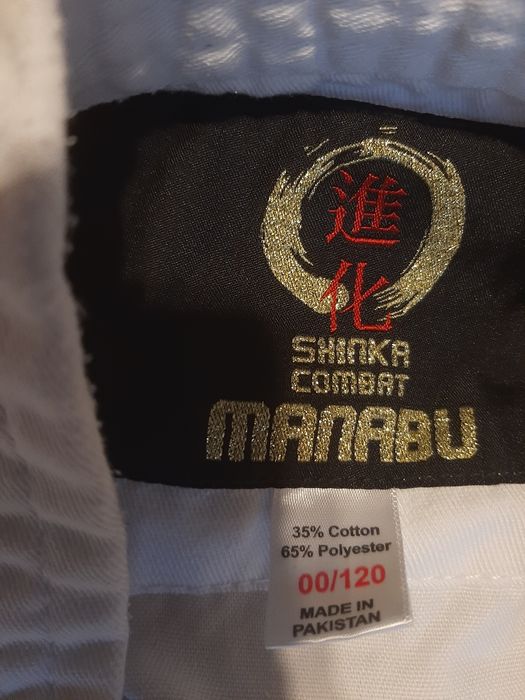 進
化
SHINKA
COMBAT
MANABU
35% Cotton
65% Polyester
00/120
MADE IN
PAKISTAN